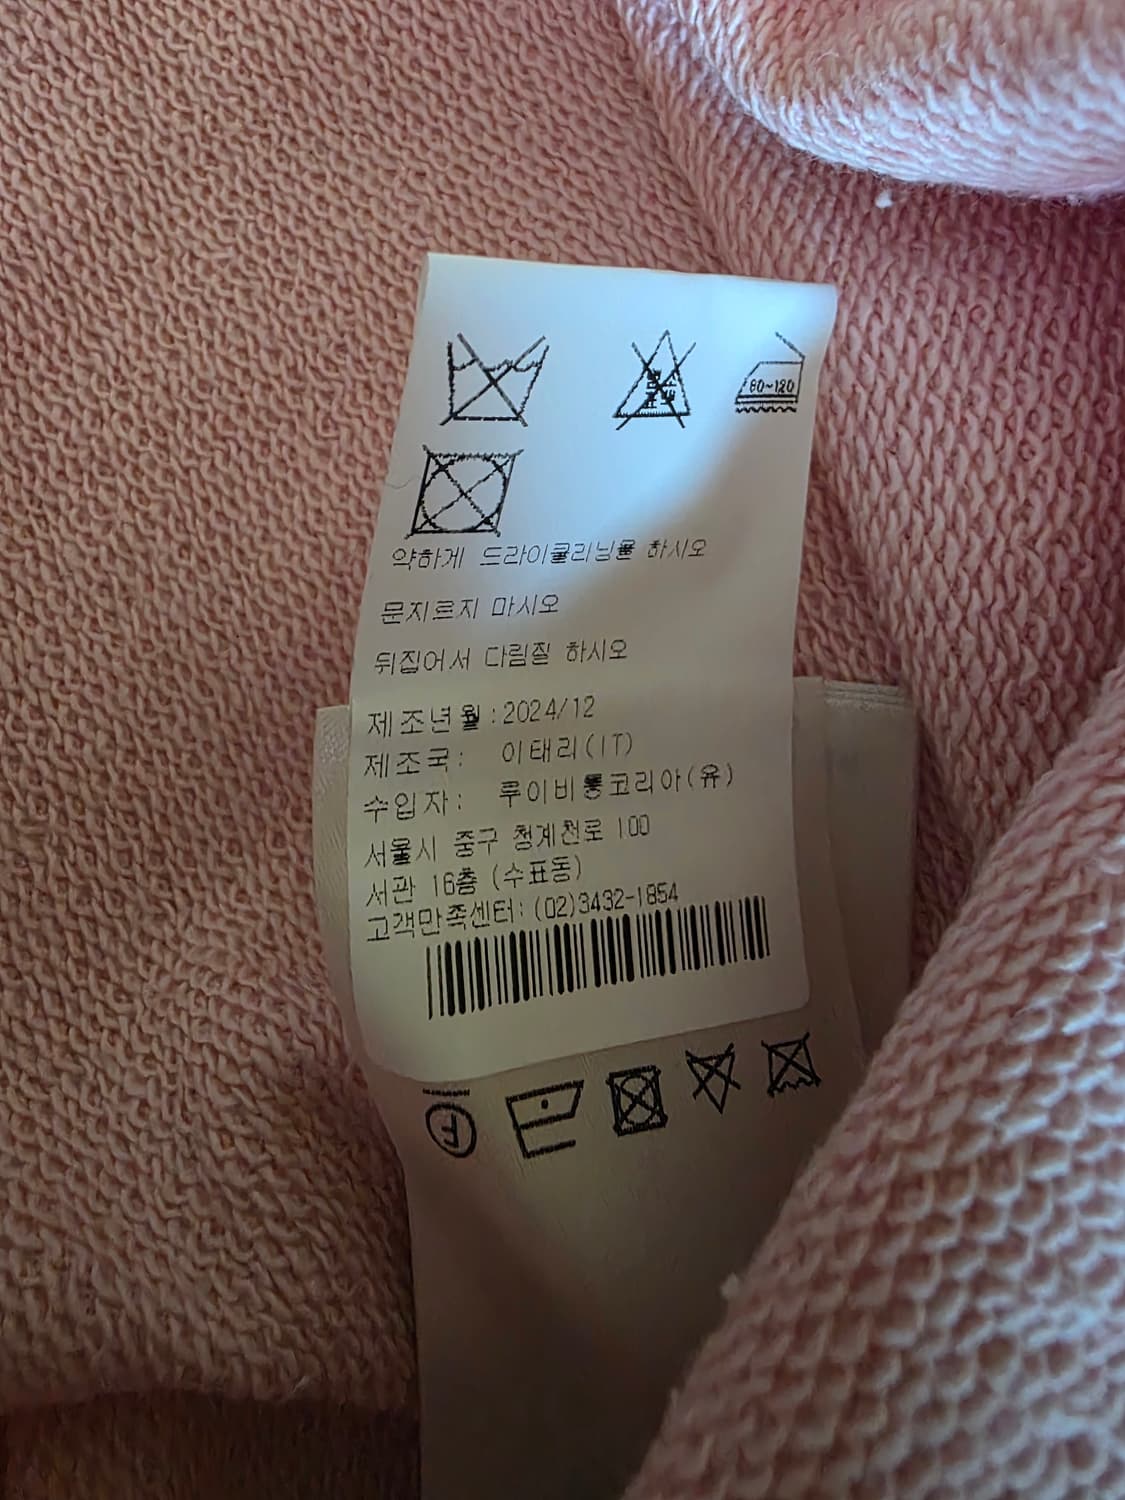 염소
표백
80~120
약하게 드라이클리닝을 하시오
문지르지 마시오
뒤집어서 다림질 하시오
제조년월:2024/12
제조국: 이태리(IT)
수입자: 루이비통코리아(유)
서울시 중구 청계천로 100
서관 16층 (수표동)
고객만족센터:(02)3432-1854
F